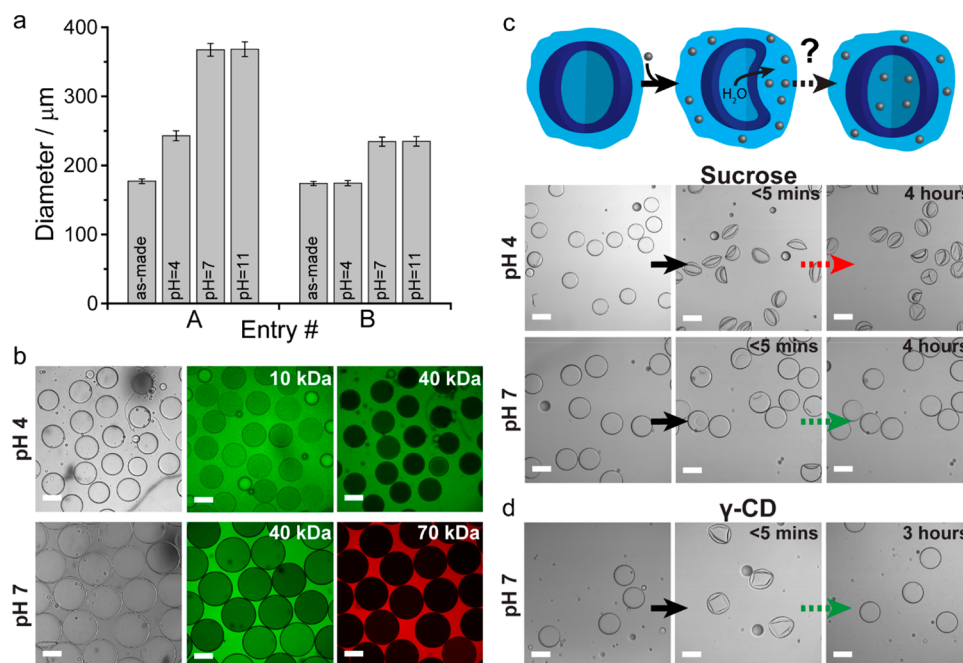 a
400
300
200
100
0
Diameter / μm
as-made
pH=4
pH=7
pH=11
as-made
pH=4
pH=7
pH=11
A
B
Entry #
b
pH 4
10 kDa
40 kDa
pH 7
40 kDa
70 kDa
c
H₂O
?
Sucrose
pH 4
<5 mins
4 hours
pH 7
<5 mins
4 hours
d
γ-CD
pH 7
<5 mins
3 hours